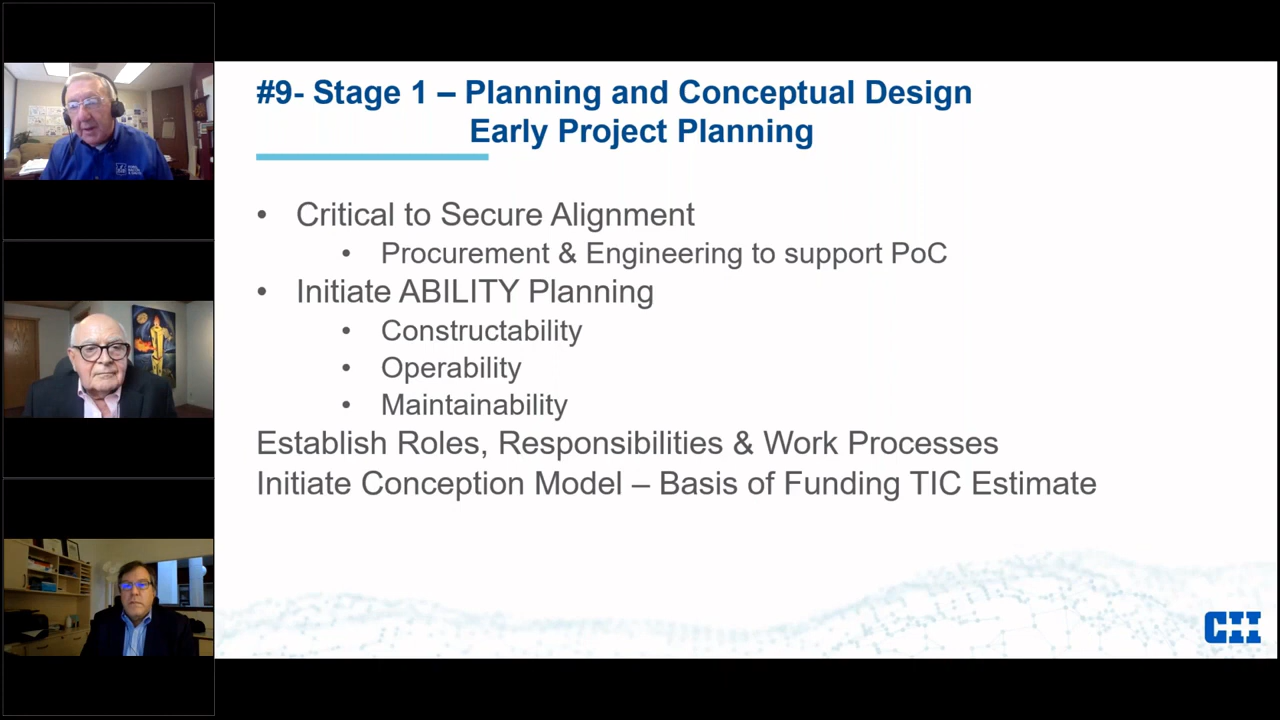 #9- Stage 1 – Planning and Conceptual Design
Early Project Planning
• Critical to Secure Alignment
• Procurement & Engineering to support PoC
• Initiate ABILITY Planning
• Constructability
• Operability
• Maintainability
Establish Roles, Responsibilities & Work Processes
Initiate Conception Model – Basis of Funding TIC Estimate
CII